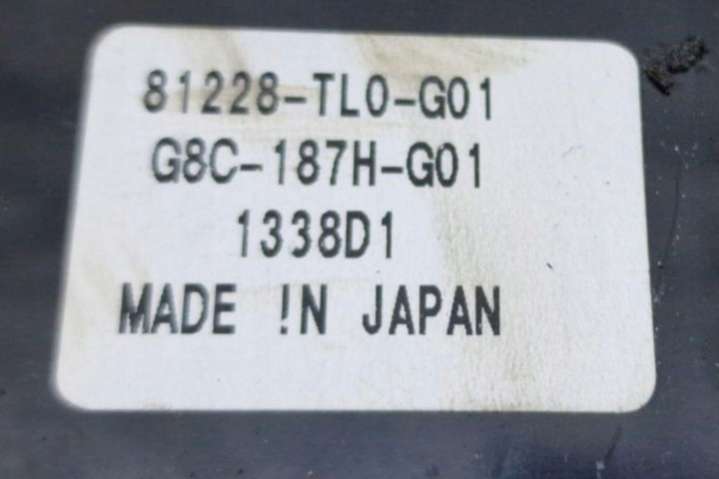 81228-TL0-G01
G8C-187H-G01
1338D1
MADE !N JAPAN